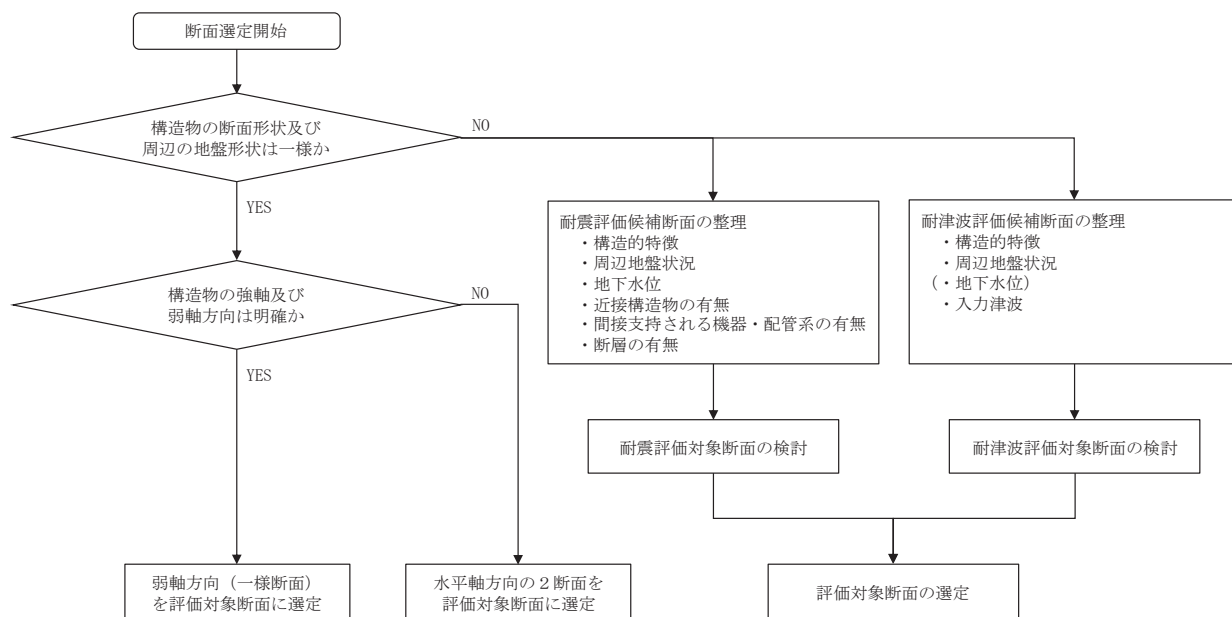 断面選定開始
構造物の断面形状及び
周辺の地盤形状は一様か
NO
YES
耐震評価候補断面の整理
・構造的特徴
・周辺地盤状況
・地下水位
・近接構造物の有無
・間接支持される機器・配管系の有無
・断層の有無
耐津波評価候補断面の整理
・構造的特徴
・周辺地盤状況
(・地下水位)
・入力津波
構造物の強軸及び
弱軸方向は明確か
NO
YES
耐震評価対象断面の検討
耐津波評価対象断面の検討
弱軸方向（一様断面）
を評価対象断面に選定
水平軸方向の２断面を
評価対象断面に選定
評価対象断面の選定